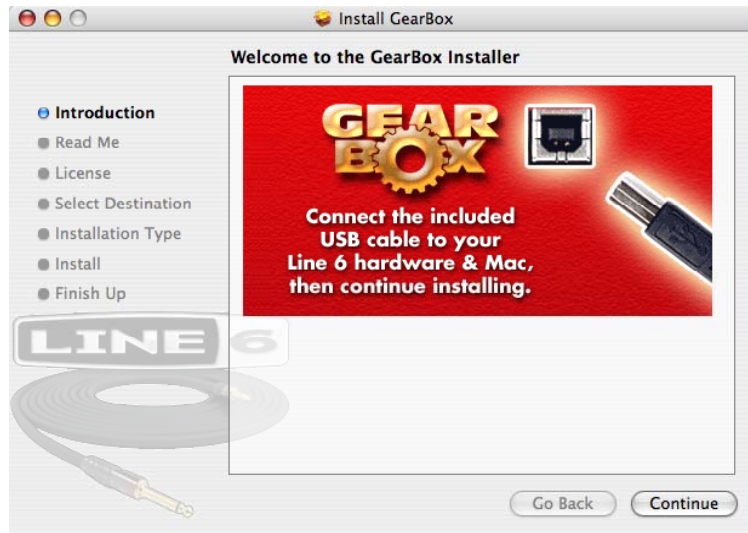 Install GearBox
Welcome to the GearBox Installer
Introduction
Read Me
License
Select Destination
Installation Type
Install
Finish Up
GEAR
BOX
Connect the included
USB cable to your
Line 6 hardware & Mac,
then continue installing.
LINE 6
Go Back
Continue